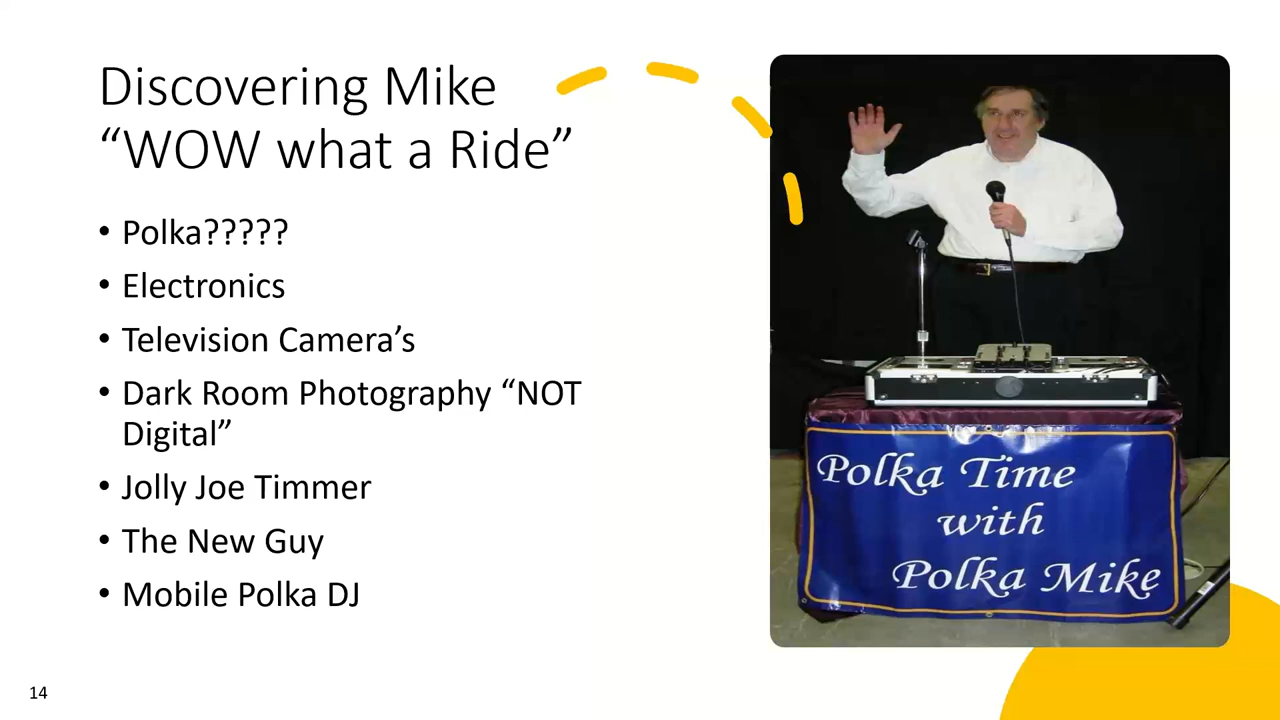 Discovering Mike
“WOW what a Ride”
• Polka?????
• Electronics
• Television Camera’s
• Dark Room Photography “NOT
Digital”
• Jolly Joe Timmer
• The New Guy
• Mobile Polka DJ
Polka Time
with
Polka Mike
14